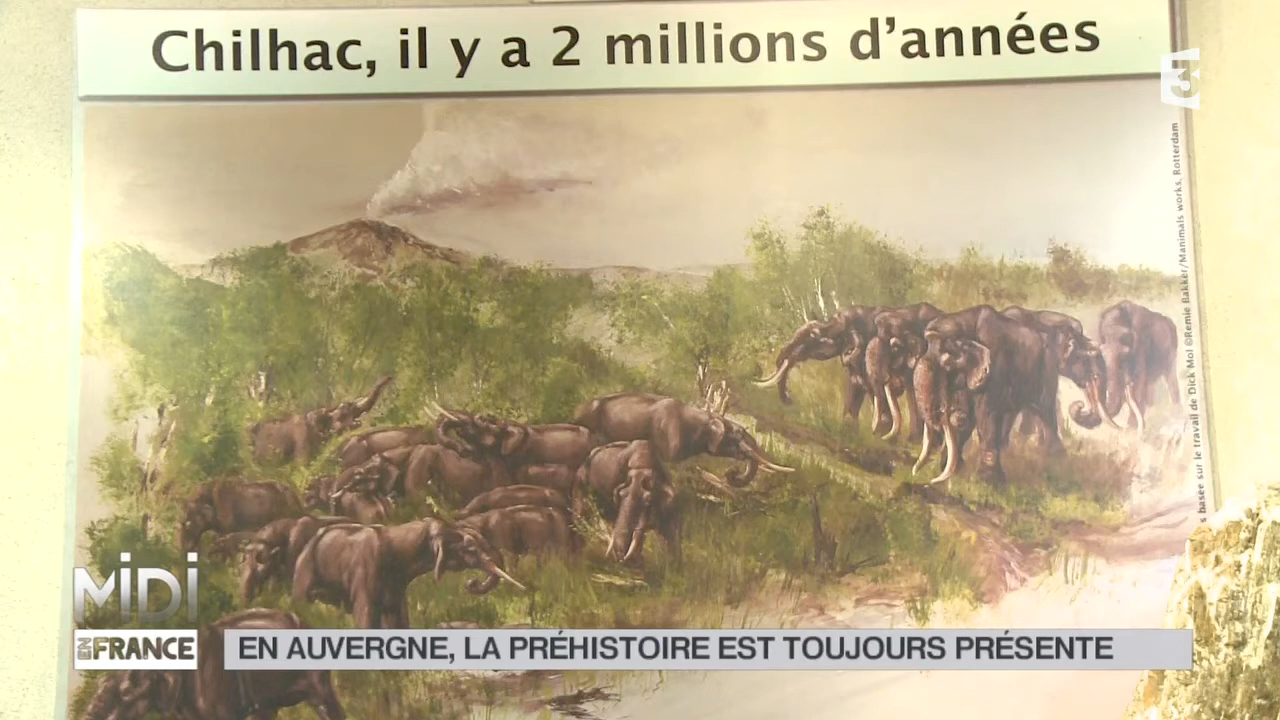 Chilhac, il y a 2 millions d'années
3
s basée sur le travail de Dick Mol ©Remie Bakker/Manimals works, Rotterdam
MiDi
EN FRANCE
EN AUVERGNE, LA PRÉHISTOIRE EST TOUJOURS PRÉSENTE